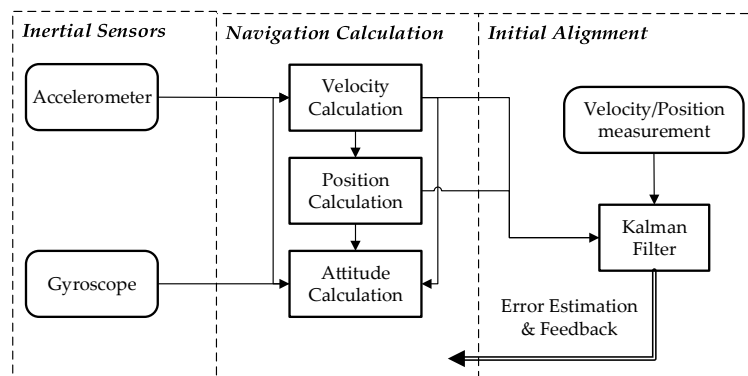 Inertial Sensors
Navigation Calculation
Initial Alignment
Accelerometer
Velocity
Calculation
Velocity/Position
measurement
Position
Calculation
Kalman
Filter
Gyroscope
Attitude
Calculation
Error Estimation
& Feedback